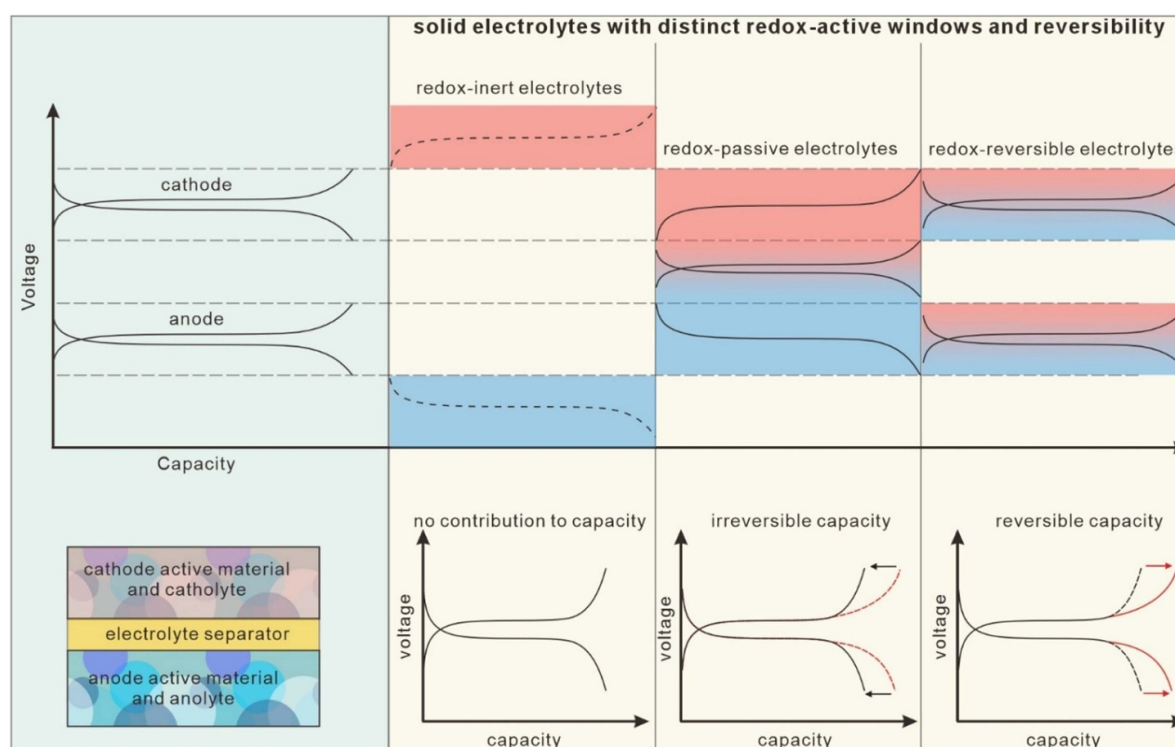 solid electrolytes with distinct redox-active windows and reversibility
redox-inert electrolytes
redox-passive electrolytes
redox-reversible electrolyte
cathode
Voltage
anode
Capacity
no contribution to capacity
irreversible capacity
reversible capacity
cathode active material
and catholyte
electrolyte separator
anode active material
and anolyte
voltage
capacity
voltage
capacity
voltage
capacity